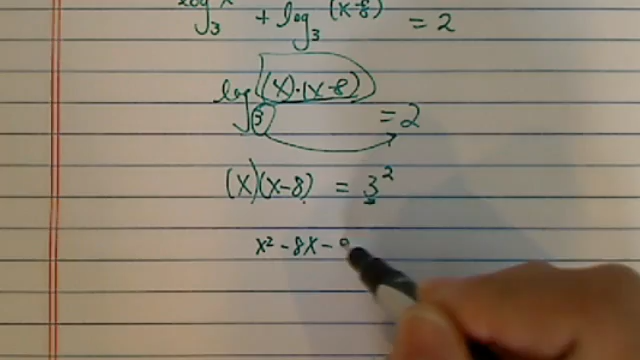 log₃ x + log₃ (x-8) = 2
log₃ (x)·(x-8) = 2
(x)(x-8) = 3²
x² - 8x -